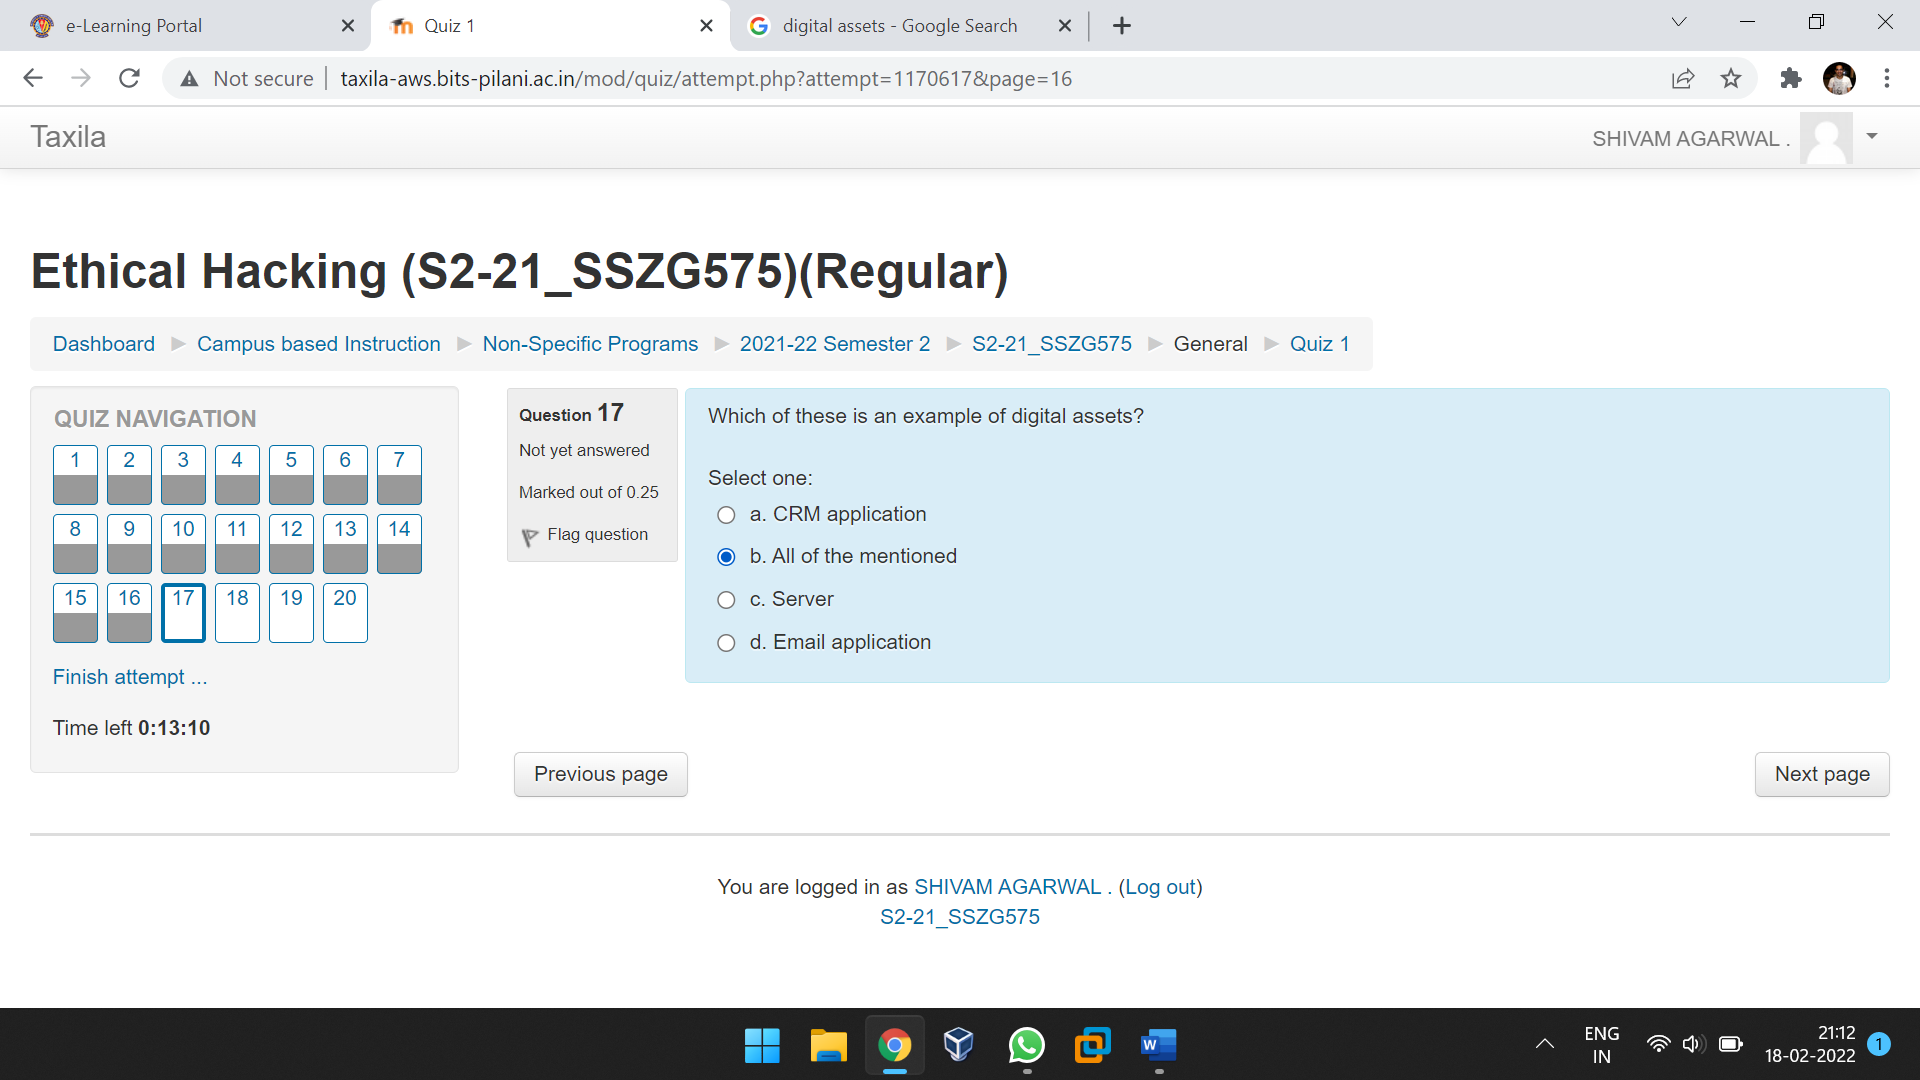 e-Learning Portal
Quiz 1
digital assets - Google Search
Not secure
taxila-aws.bits-pilani.ac.in/mod/quiz/attempt.php?attempt=1170617&page=16
Taxila
SHIVAM AGARWAL .
Ethical Hacking (S2-21_SSZG575)(Regular)
Dashboard ▶ Campus based Instruction ▶ Non-Specific Programs ▶ 2021-22 Semester 2 ▶ S2-21_SSZG575 ▶ General ▶ Quiz 1
QUIZ NAVIGATION
1 2 3 4 5 6 7
8 9 10 11 12 13 14
15 16 17 18 19 20
Finish attempt ...
Time left 0:13:10
Question 17
Not yet answered
Marked out of 0.25
Flag question
Which of these is an example of digital assets?
Select one:
a. CRM application
b. All of the mentioned
c. Server
d. Email application
Previous page
Next page
You are logged in as SHIVAM AGARWAL . (Log out)
S2-21_SSZG575
W
ENG
IN
21:12
18-02-2022
1